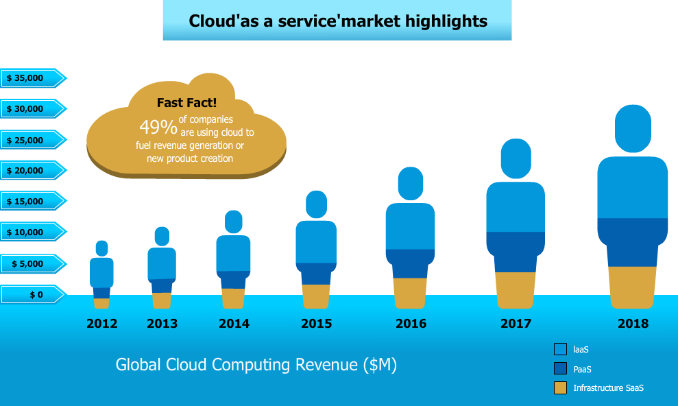 Cloud'as a service'market highlights
$ 35,000
$ 30,000
$ 25,000
$ 20,000
$ 15,000
$ 10,000
$ 5,000
$ 0
Fast Fact!
49% of companies
are using cloud to
fuel revenue generation or
new product creation
2012 2013 2014 2015 2016 2017 2018
Global Cloud Computing Revenue ($M)
IaaS
PaaS
Infrastructure SaaS